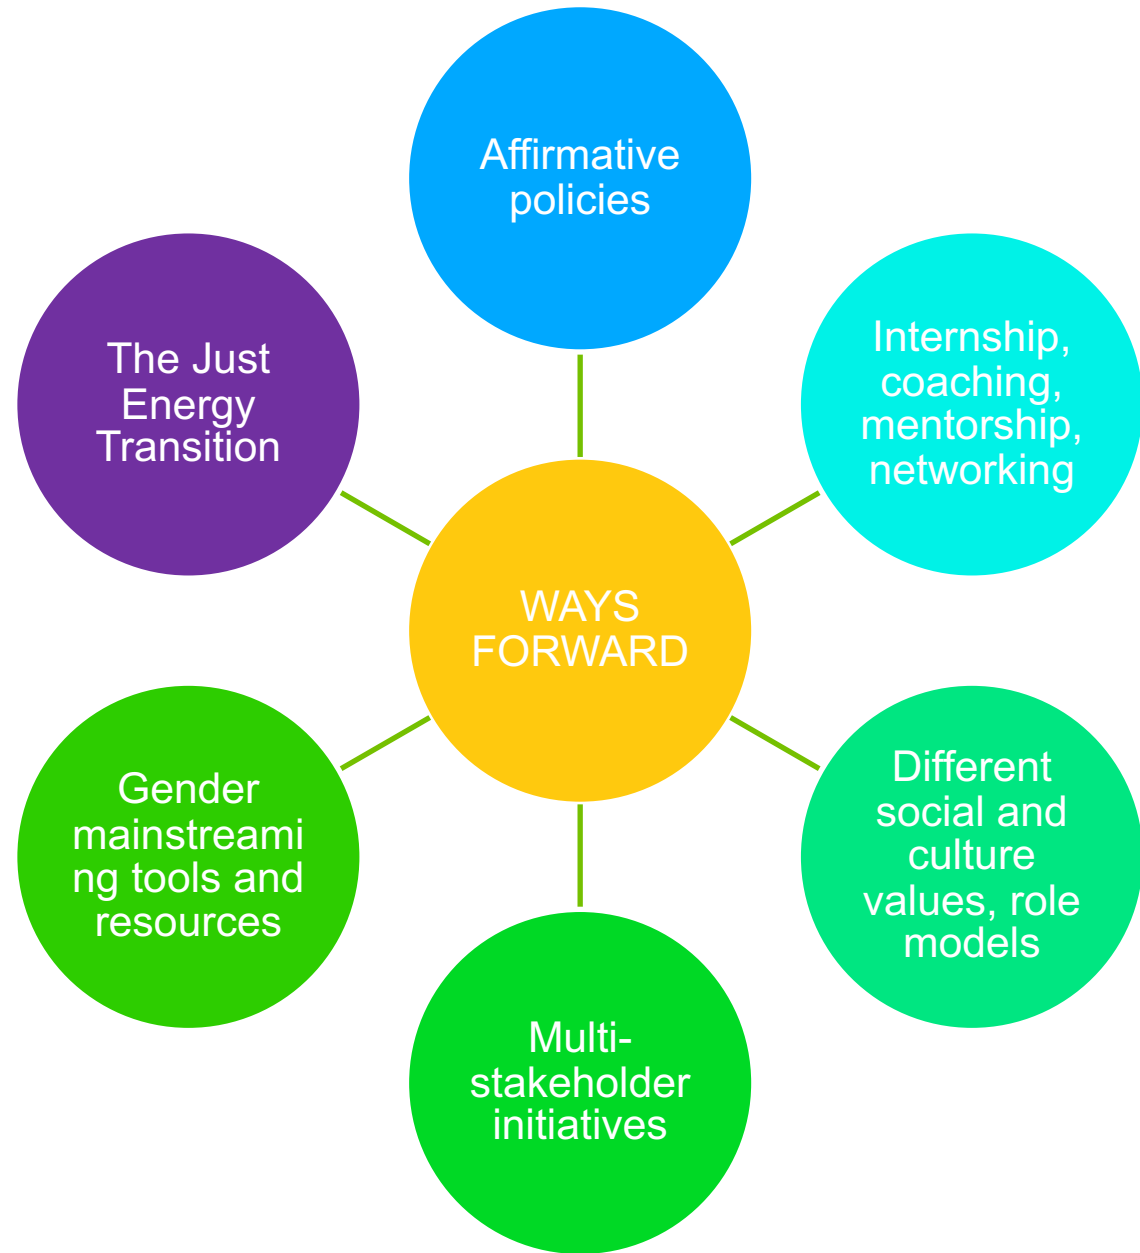 Affirmative
policies
Internship,
coaching,
mentorship,
networking
Different
social and
culture
values, role
models
Multi-
stakeholder
initiatives
Gender
mainstreami
ng tools and
resources
The Just
Energy
Transition
WAYS
FORWARD